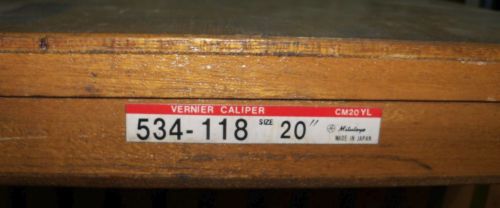 VERNIER CALIPER CM20YL
534-118 SIZE 20" Mitutoyo
MADE IN JAPAN